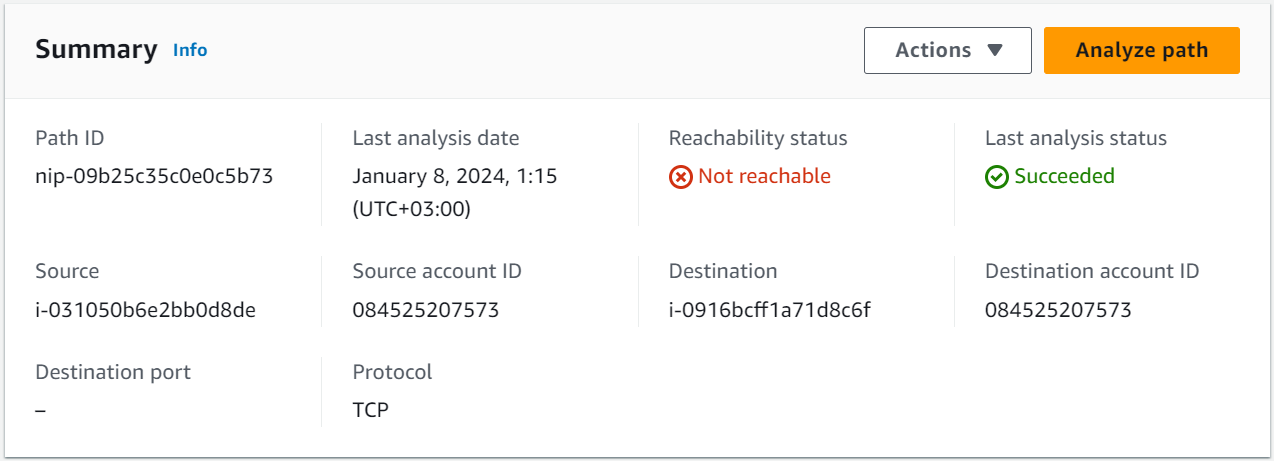 Summary Info
Actions ▼
Analyze path
Path ID
nip-09b25c35c0e0c5b73
Last analysis date
January 8, 2024, 1:15
(UTC+03:00)
Reachability status
Not reachable
Last analysis status
Succeeded
Source
i-031050b6e2bb0d8de
Source account ID
084525207573
Destination
i-0916bcff1a71d8c6f
Destination account ID
084525207573
Destination port
–
Protocol
TCP